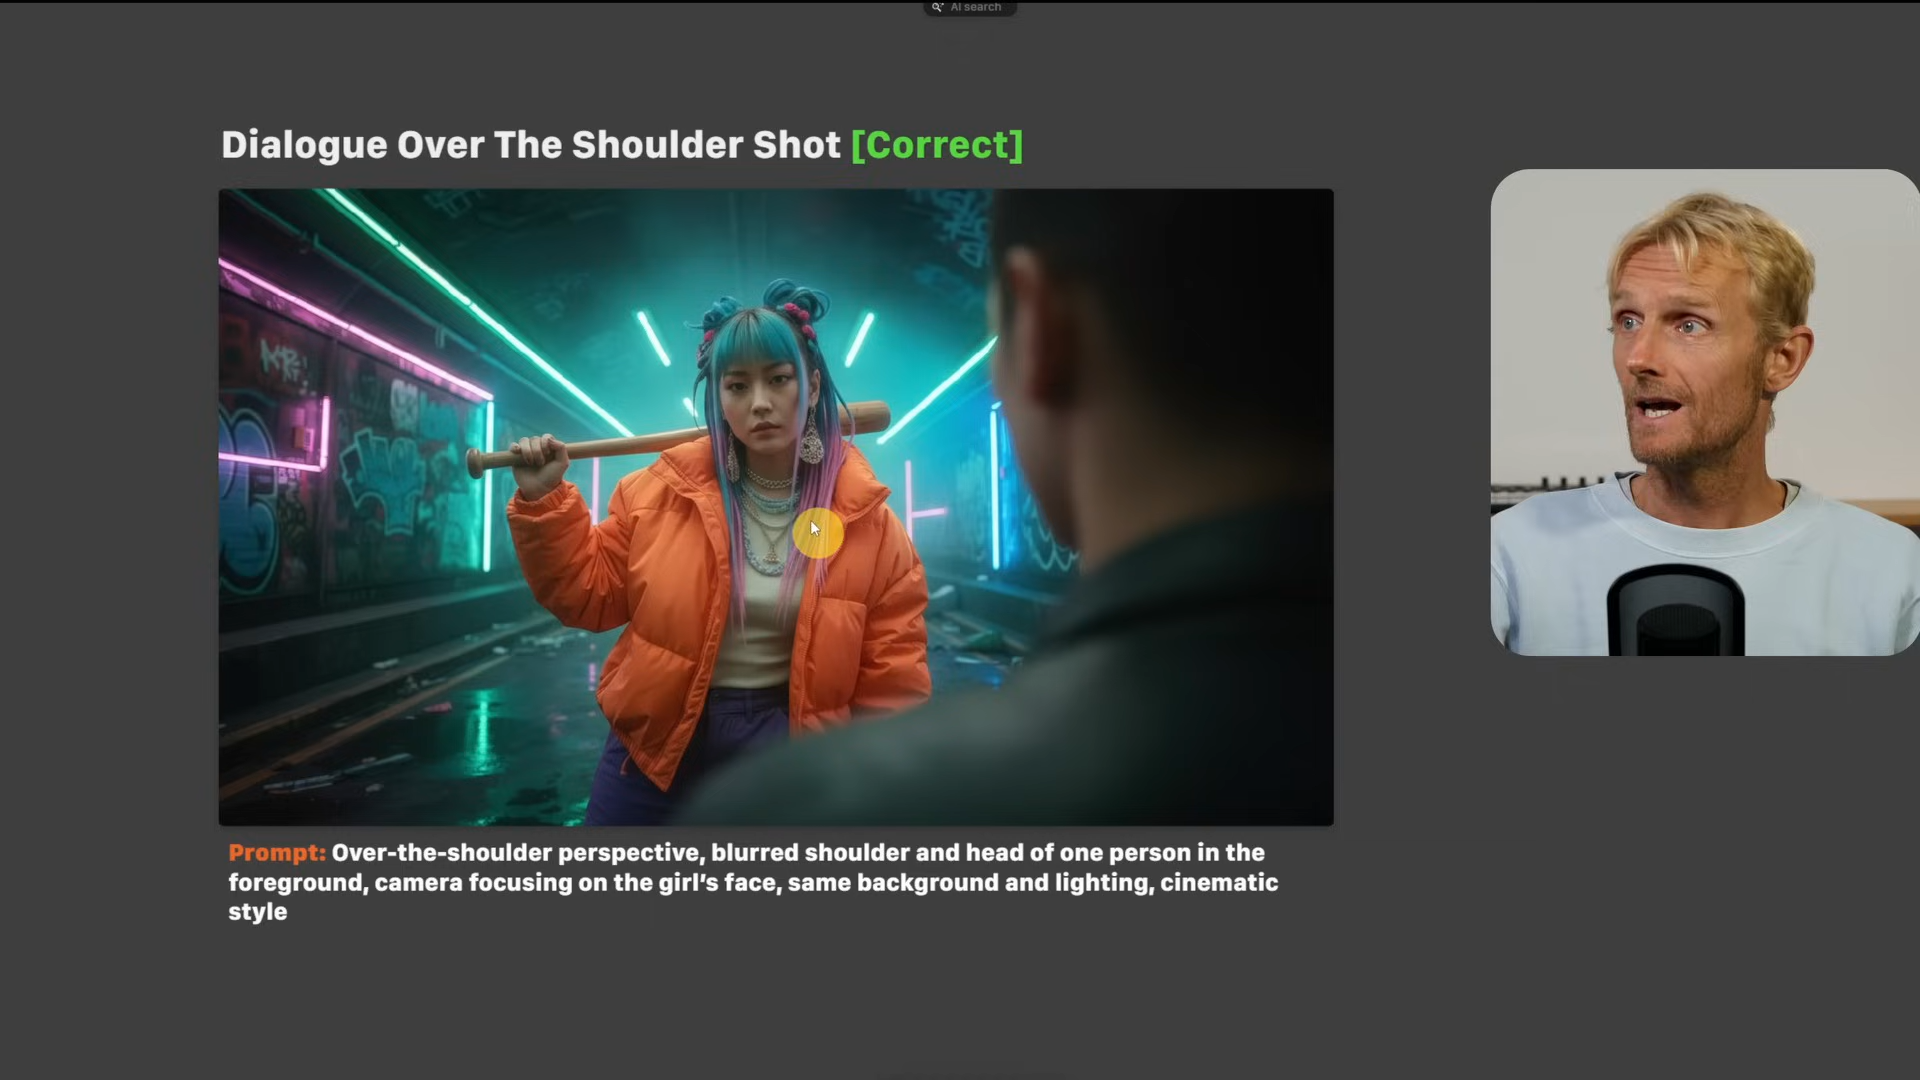 AI search
Dialogue Over The Shoulder Shot [Correct]
Prompt: Over-the-shoulder perspective, blurred shoulder and head of one person in the
foreground, camera focusing on the girl's face, same background and lighting, cinematic
style